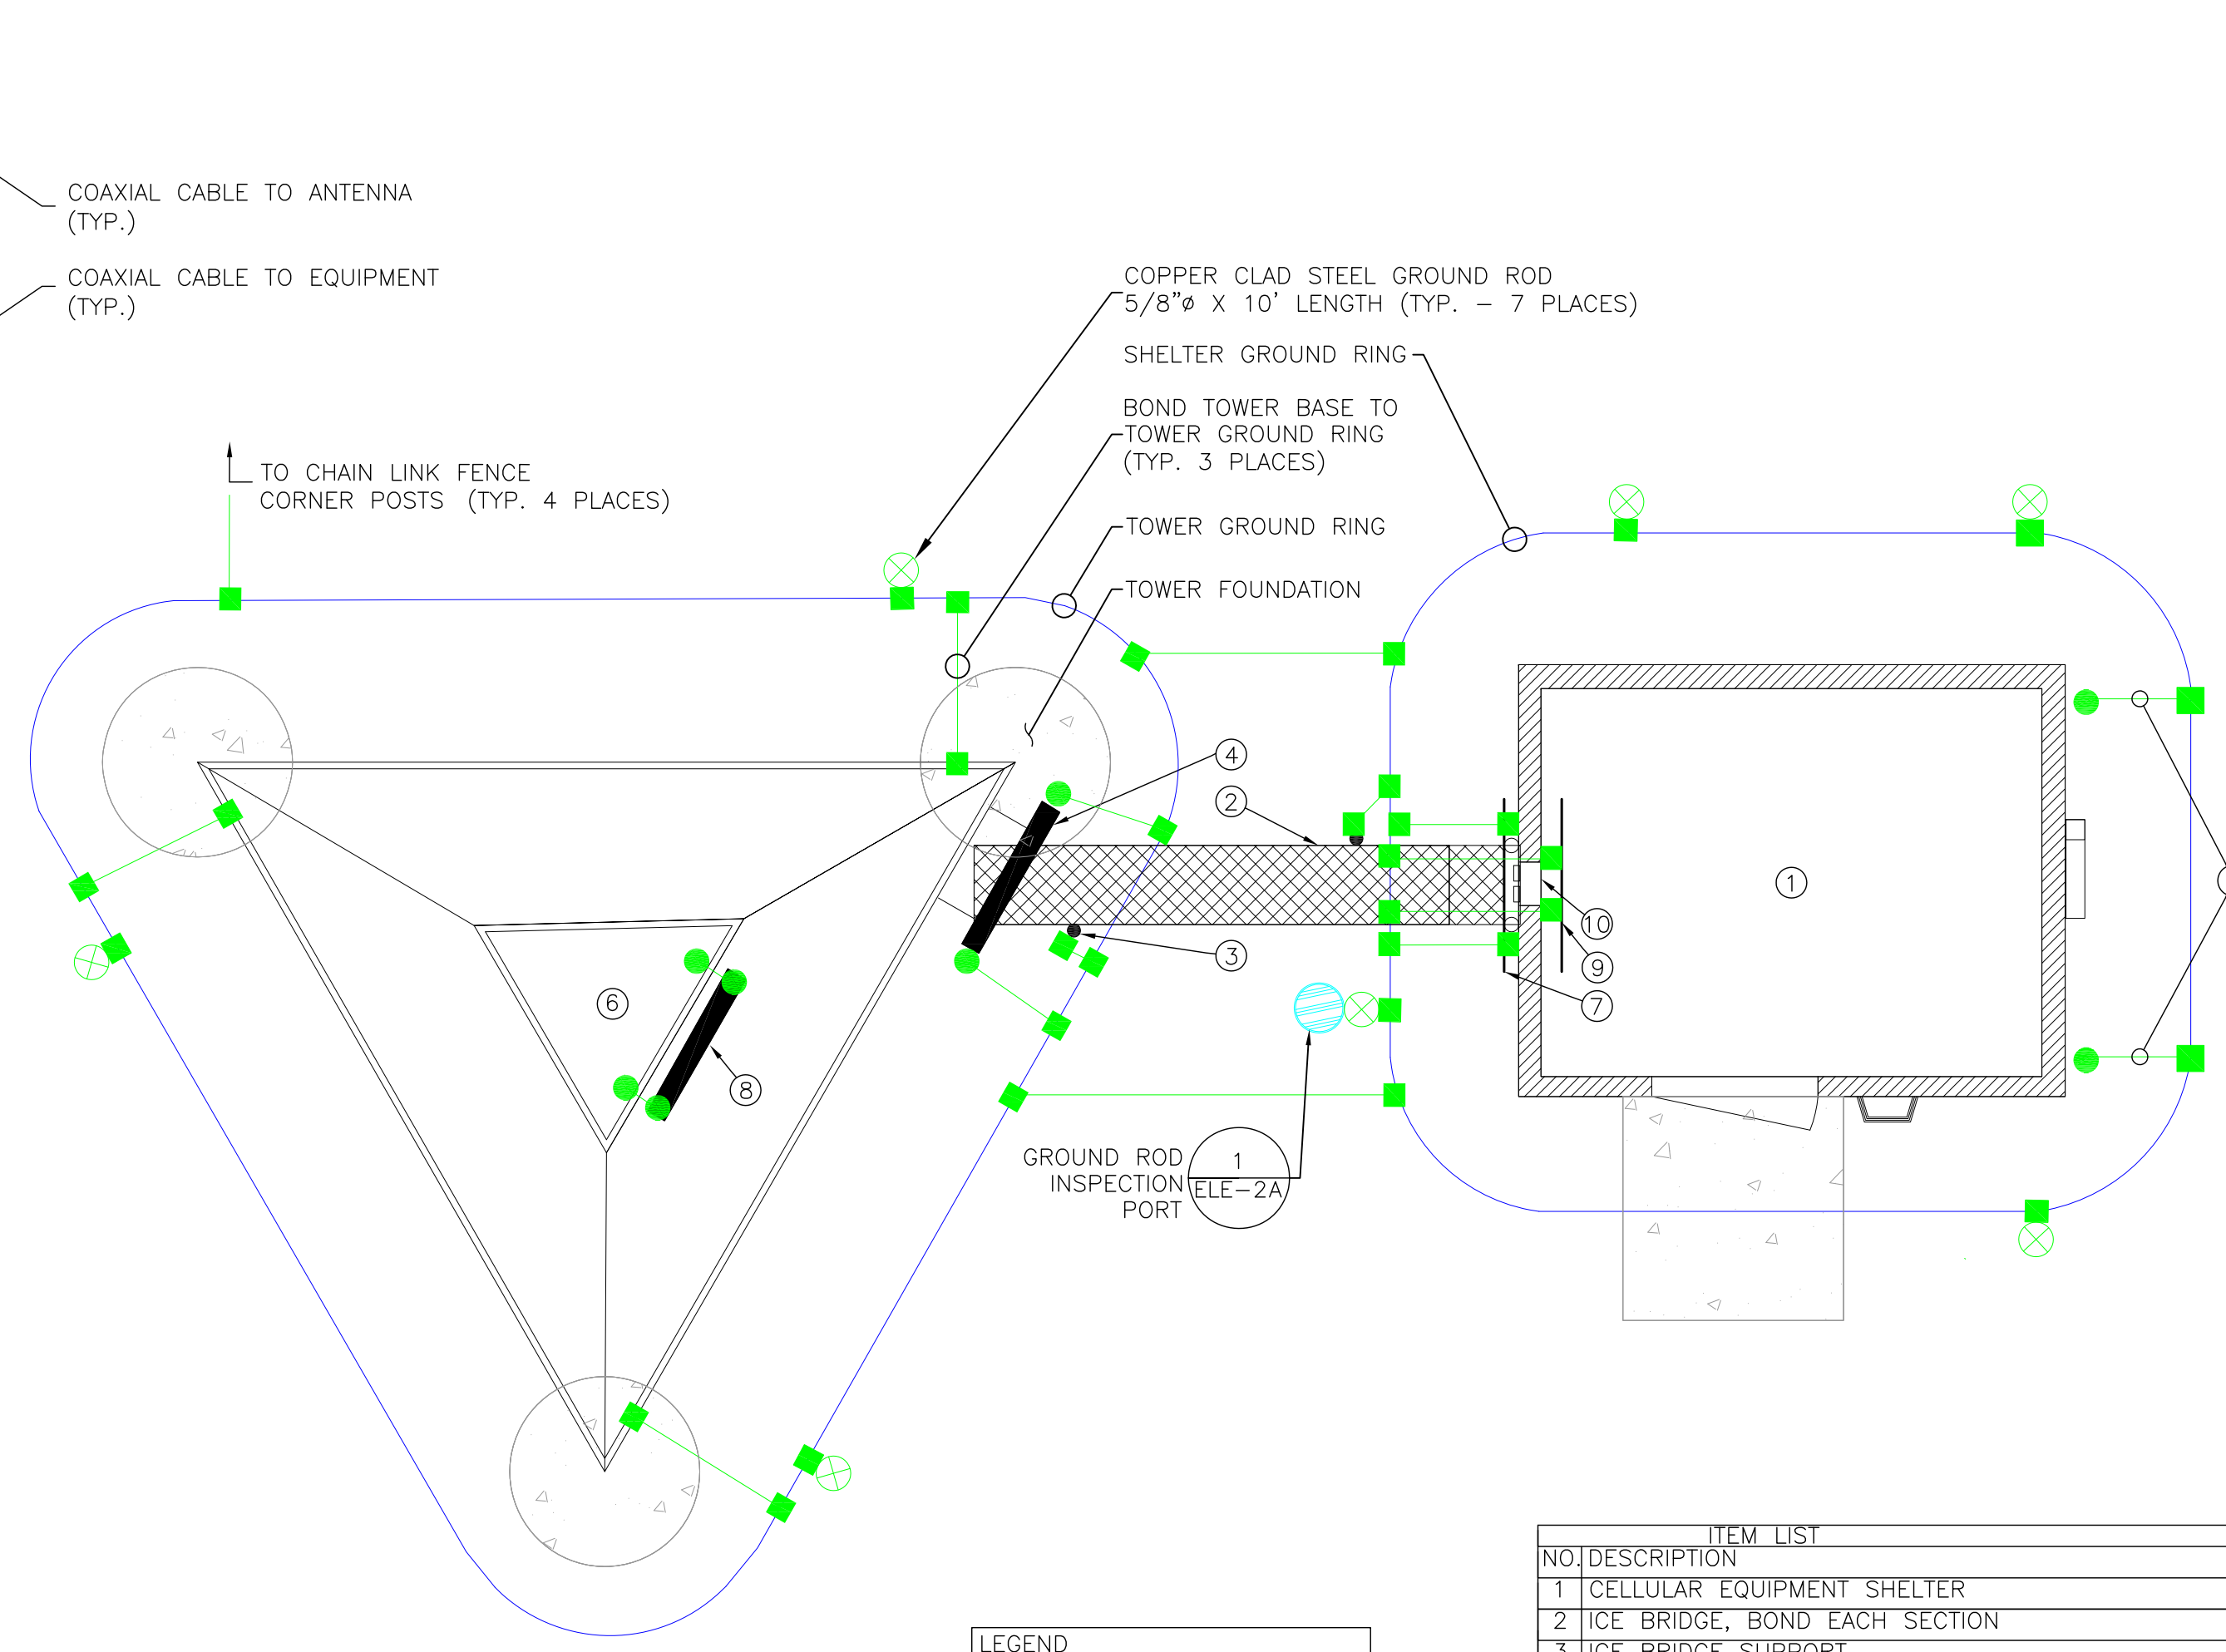 COAXIAL CABLE TO ANTENNA
(TYP.)
COAXIAL CABLE TO EQUIPMENT
(TYP.)
TO CHAIN LINK FENCE
CORNER POSTS (TYP. 4 PLACES)
COPPER CLAD STEEL GROUND ROD
5/8"ø X 10' LENGTH (TYP. – 7 PLACES)
SHELTER GROUND RING
BOND TOWER BASE TO
TOWER GROUND RING
(TYP. 3 PLACES)
TOWER GROUND RING
TOWER FOUNDATION
4
2
3
1
10
9
7
6
8
GROUND ROD
INSPECTION
PORT
1
ELE–2A
LEGEND
ITEM LIST
NO. DESCRIPTION
1 CELLULAR EQUIPMENT SHELTER
2 ICE BRIDGE, BOND EACH SECTION
3 ICE BRIDGE SUPPORT